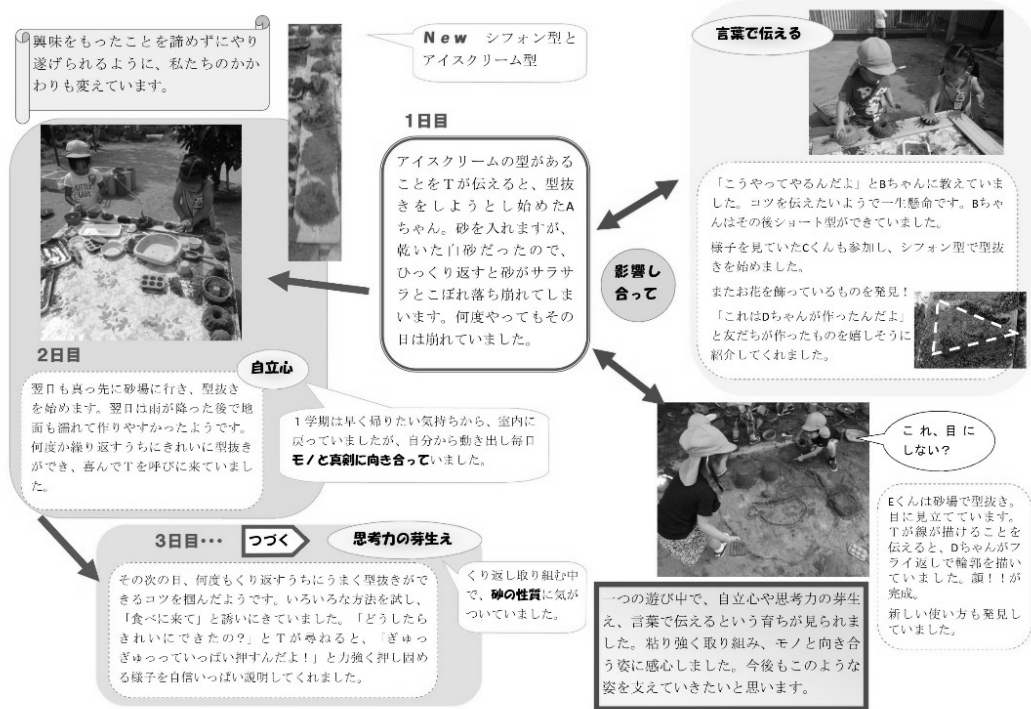 興味をもったことを諦めずにやり
遂げられるように、私たちのかか
わりも変えています。
New シフォン型と
アイスクリーム型
1日目
アイスクリームの型がある
ことをTが伝えると、型抜
きをしようとし始めたA
ちゃん。砂を入れますが、
乾いた白砂だったので、
ひっくり返すと砂がサラサ
ラとこぼれ落ち崩れてしま
います。何度やってもその
日は崩れていました。
影響し
合って
言葉で伝える
「こうやってやるんだよ」とBちゃんに教えていま
した。コツを伝えたいようで一生懸命です。Bちゃ
んはその後ショート型ができていました。
様子を見ていたCくんも参加し、シフォン型で型抜
きを始めました。
またお花を飾っているものを発見！
「これはDちゃんが作ったんだよ」
と友だちが作ったものを嬉しそうに
紹介してくれました。
2日目
自立心
翌日も真っ先に砂場に行き、型抜き
を始めます。翌日は雨が降った後で地
面も濡れて作りやすかったようです。
何度か繰り返すうちにきれいに型抜き
ができ、喜んでTを呼びに来ていまし
た。
1学期は早く帰りたい気持ちから、室内に
戻っていましたが、自分から動き出し毎日
モノと真剣に向き合っていました。
3日目･･･
つづく
思考力の芽生え
その次の日、何度もくり返すうちにうまく型抜きがで
きるコツを掴んだようです。いろいろな方法を試し、
「食べに来て」と誘いにきていました。「どうしたら
きれいにできたの？」とTが尋ねると、「ぎゅっ
ぎゅっっていっぱい押すんだよ！」と力強く押し固め
る様子を自信いっぱい説明してくれました。
くり返し取り組む中
で、砂の性質に気が
ついていました。
これ、目に
しない？
Eくんは砂場で型抜き。
目に見立てています。
Tが線が描けることを
伝えると、Dちゃんがフ
ライ返しで輪郭を描い
ていました。顔！！が
完成。
新しい使い方も発見し
ていました。
一つの遊び中で、自立心や思考力の芽生
え、言葉で伝えるという育ちが見られま
した。粘り強く取り組み、モノと向き合
う姿に感心しました。今後もこのような
姿を支えていきたいと思います。